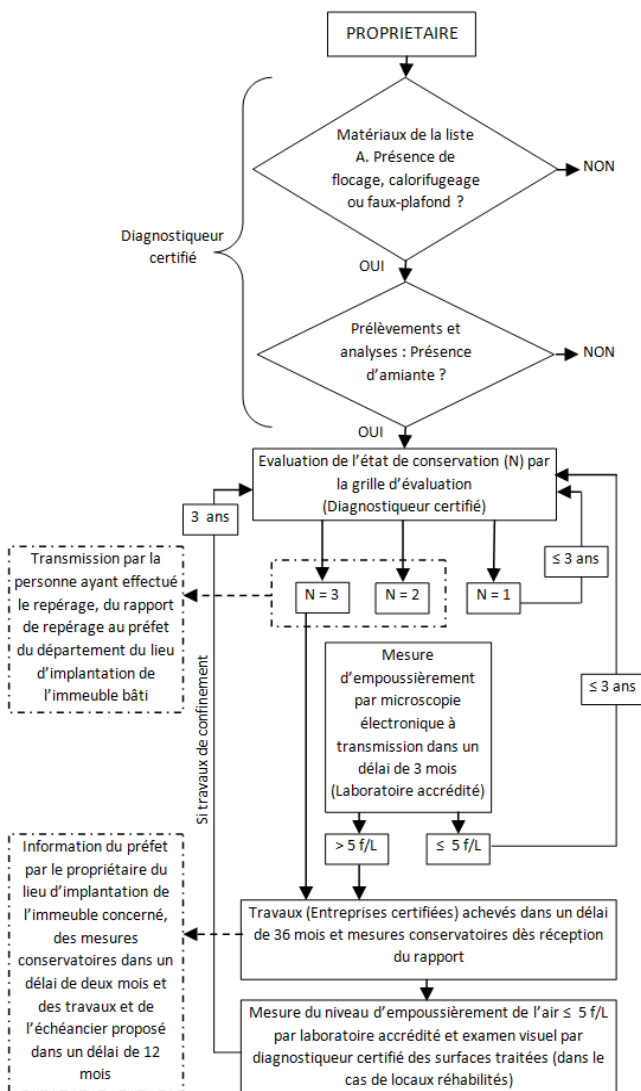 PROPRIETAIRE
Matériaux de la liste
A. Présence de
flocage, calorifugeage
ou faux-plafond ?
NON
Diagnostiqueur
certifié
OUI
Prélèvements et
analyses : Présence
d’amiante ?
NON
OUI
Evaluation de l’état de conservation (N) par
la grille d’évaluation
(Diagnostiqueur certifié)
3 ans
≤ 3 ans
Transmission par la
personne ayant effectué
le repérage, du rapport
de repérage au préfet
du département du lieu
d’implantation de
l’immeuble bâti
N = 3
N = 2
N = 1
Mesure
d’empoussièrement
par microscopie
électronique à
transmission dans un
délai de 3 mois
(Laboratoire accrédité)
≤ 3 ans
Si travaux de confinement
> 5 f/L
≤ 5 f/L
Information du préfet
par le propriétaire du
lieu d’implantation de
l’immeuble concerné,
des mesures
conservatoires dans un
délai de deux mois et
des travaux et de
l’échéancier proposé
dans un délai de 12
mois
Travaux (Entreprises certifiées) achevés dans un délai
de 36 mois et mesures conservatoires dès réception
du rapport
Mesure du niveau d’empoussièrement de l’air ≤ 5 f/L
par laboratoire accrédité et examen visuel par
diagnostiqueur certifié des surfaces traitées (dans le
cas de locaux réhabilités)